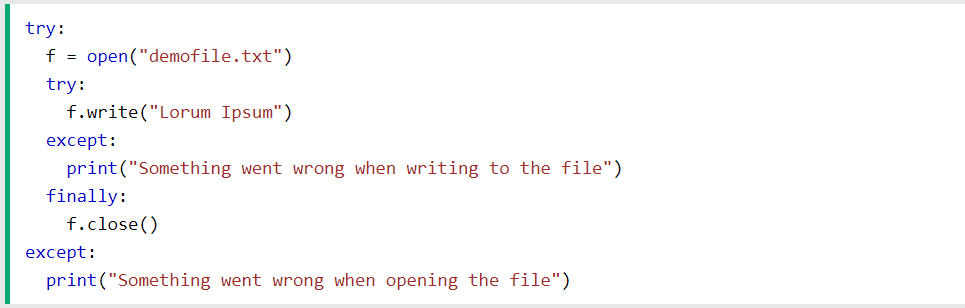 try:
  f = open("demofile.txt")
  try:
    f.write("Lorum Ipsum")
  except:
    print("Something went wrong when writing to the file")
  finally:
    f.close()
except:
  print("Something went wrong when opening the file")